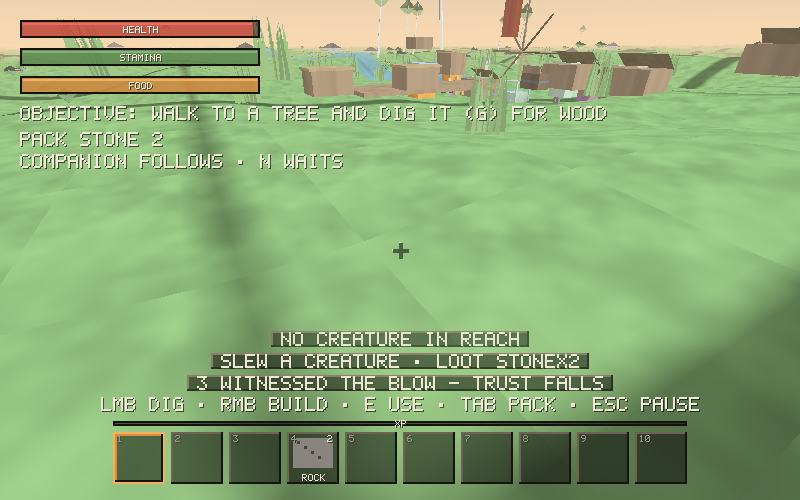 HEALTH
STAMINA
FOOD
OBJECTIVE: WALK TO A TREE AND DIG IT (G) FOR WOOD
PACK STONE 2
COMPANION FOLLOWS · N WAITS
NO CREATURE IN REACH
SLEW A CREATURE · LOOT STONEX2
3 WITNESSED THE BLOW — TRUST FALLS
LMB DIG · RMB BUILD · E USE · TAB PACK · ESC PAUSE
XP
1 2 3 4 2 5 6 7 8 9 10
ROCK